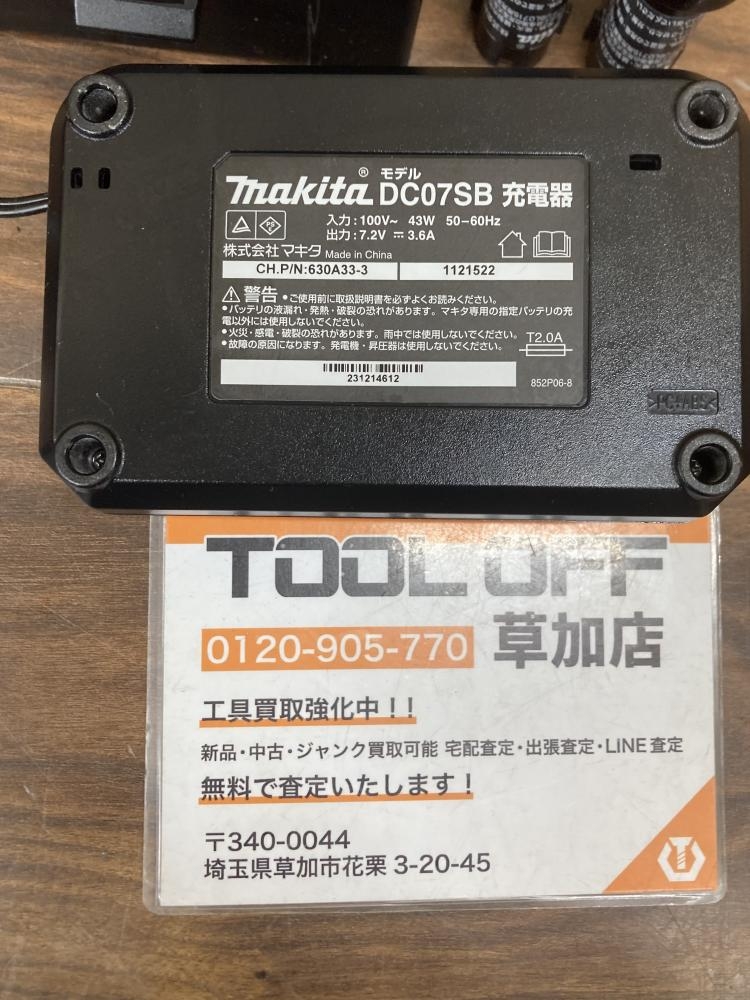 モデル
makita® DC07SB 充電器
入力:100V~ 43W 50-60Hz
出力:7.2V ⎓ 3.6A
PS E
株式会社マキタ Made in China
CH.P/N:630A33-3 1121522
⚠警告 •ご使用前に取扱説明書を必ずよくお読みください。
•バッテリの液漏れ・発熱・破裂の恐れがあります。マキタ専用の指定バッテリの充
電以外には使用しないでください。
•火災・感電・破裂の恐れがあります。雨中では使用しないでください。
•故障の原因になります。発電機・昇圧器は使用しないでください。
T2.0A
231214612
852P06-8
>PC+ABS<
TOOL OFF
0120-905-770 草加店
工具買取強化中!!
新品・中古・ジャンク買取可能 宅配査定・出張査定・LINE査定
無料で査定いたします!
〒340-0044
埼玉県草加市花栗 3-20-45